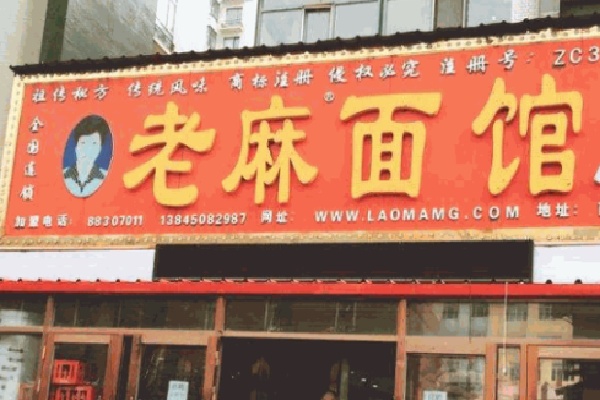 祖传秘方 传统风味 商标注册 侵权必究 注册号：ZC3
全国连锁
老麻面馆®
加盟电话：88307011 13845082987 网址：WWW.LAOMAMG.COM 地址：